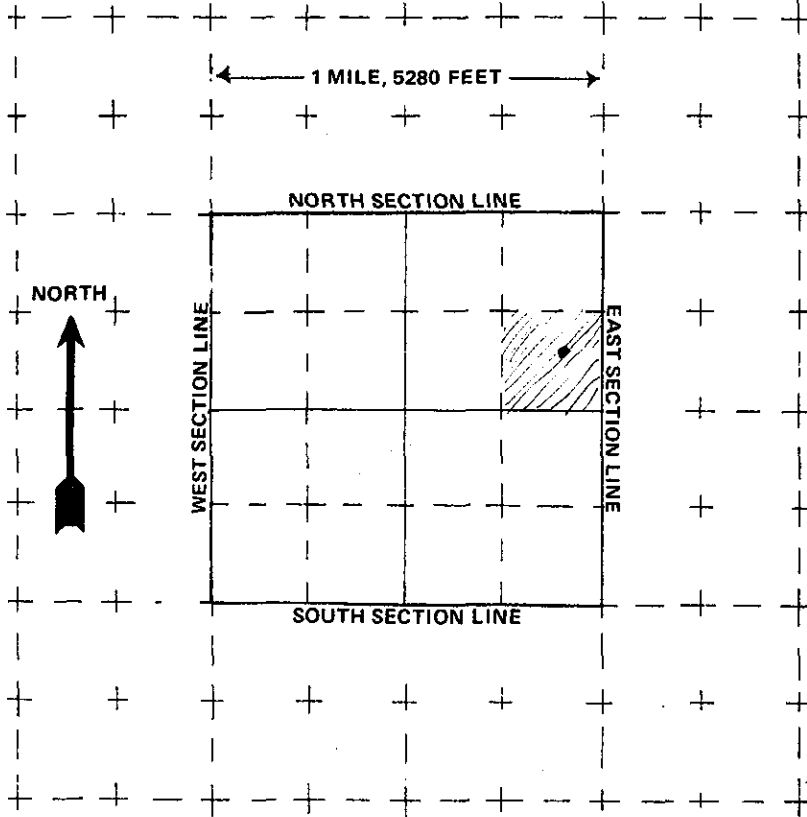 1 MILE, 5280 FEET
NORTH SECTION LINE
NORTH
WEST SECTION LINE
EAST SECTION LINE
SOUTH SECTION LINE